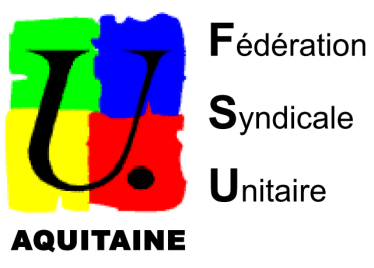 U.
AQUITAINE
Fédération
Syndicale
Unitaire